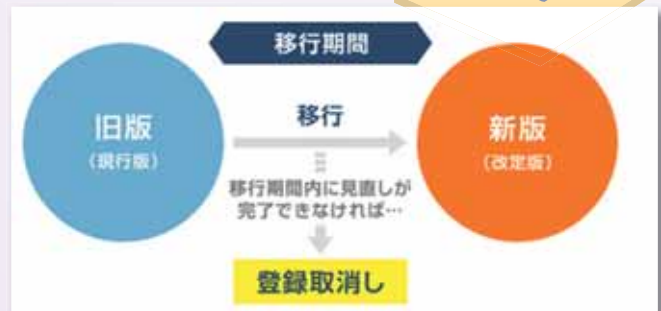 移行期間
旧版
(現行版)
移行
新版
(改定版)
移行期間内に見直しが
完了できなければ…
登録取消し